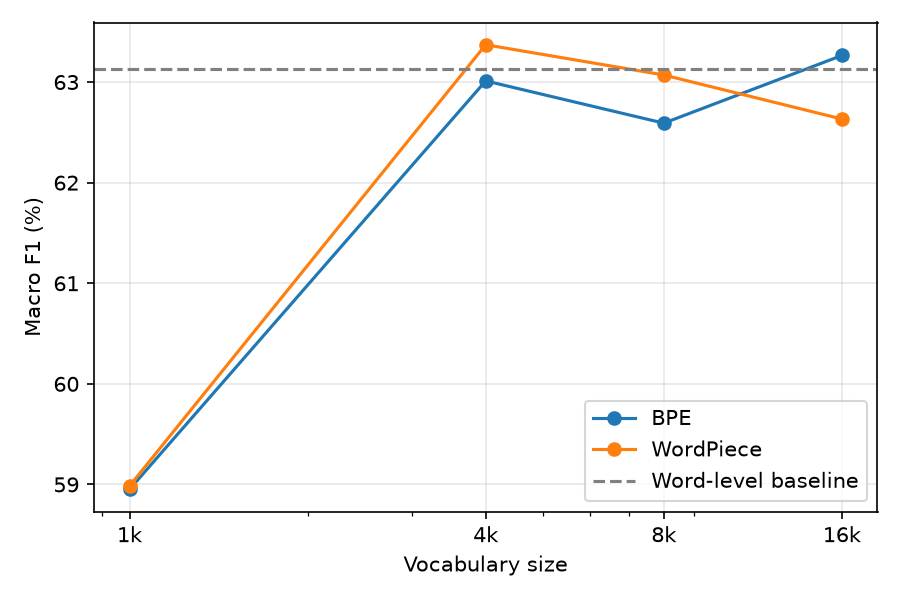 63
62
61
60
59
Macro F1 (%)
BPE
WordPiece
Word-level baseline
1k 4k 8k 16k
Vocabulary size